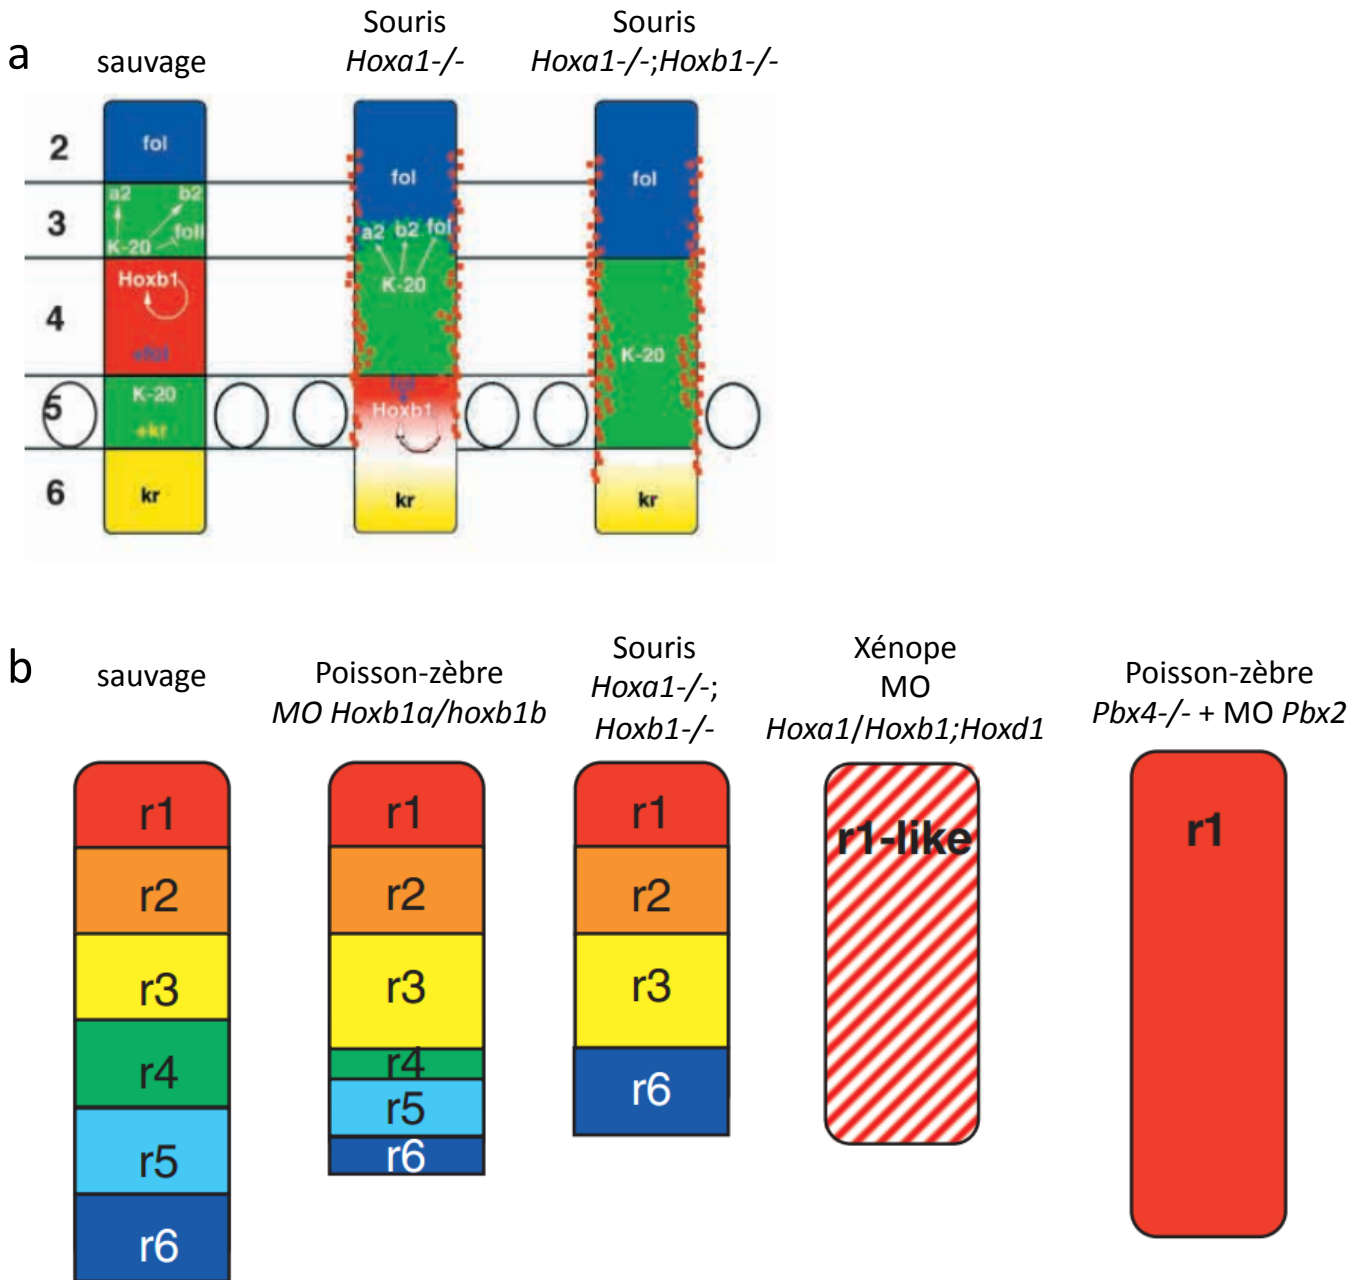 a
sauvage
Souris
Hoxa1-/-
Souris
Hoxa1-/-;Hoxb1-/-
2
fol
fol
fol
3
a2 b2
foll
K-20
a2 b2 fol
K-20
4
Hoxb1
+fol
K-20
5
K-20
+kr
fol
Hoxb1
6
kr
kr
kr
b
sauvage
Poisson-zèbre
MO Hoxb1a/hoxb1b
Souris
Hoxa1-/-;
Hoxb1-/-
Xénope
MO
Hoxa1/Hoxb1;Hoxd1
Poisson-zèbre
Pbx4-/- + MO Pbx2
r1
r2
r3
r4
r5
r6
r1
r2
r3
r4
r5
r6
r1
r2
r3
r6
r1-like
r1